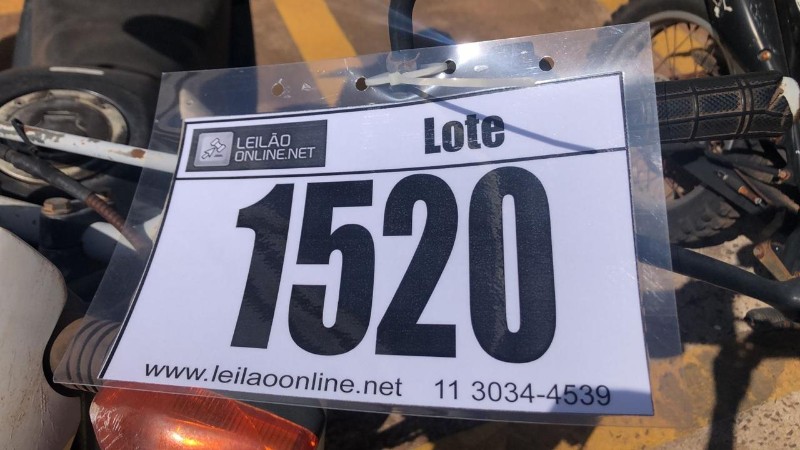 LEILÃO
ONLINE.NET
Lote
1520
www.leilaoonline.net 11 3034-4539